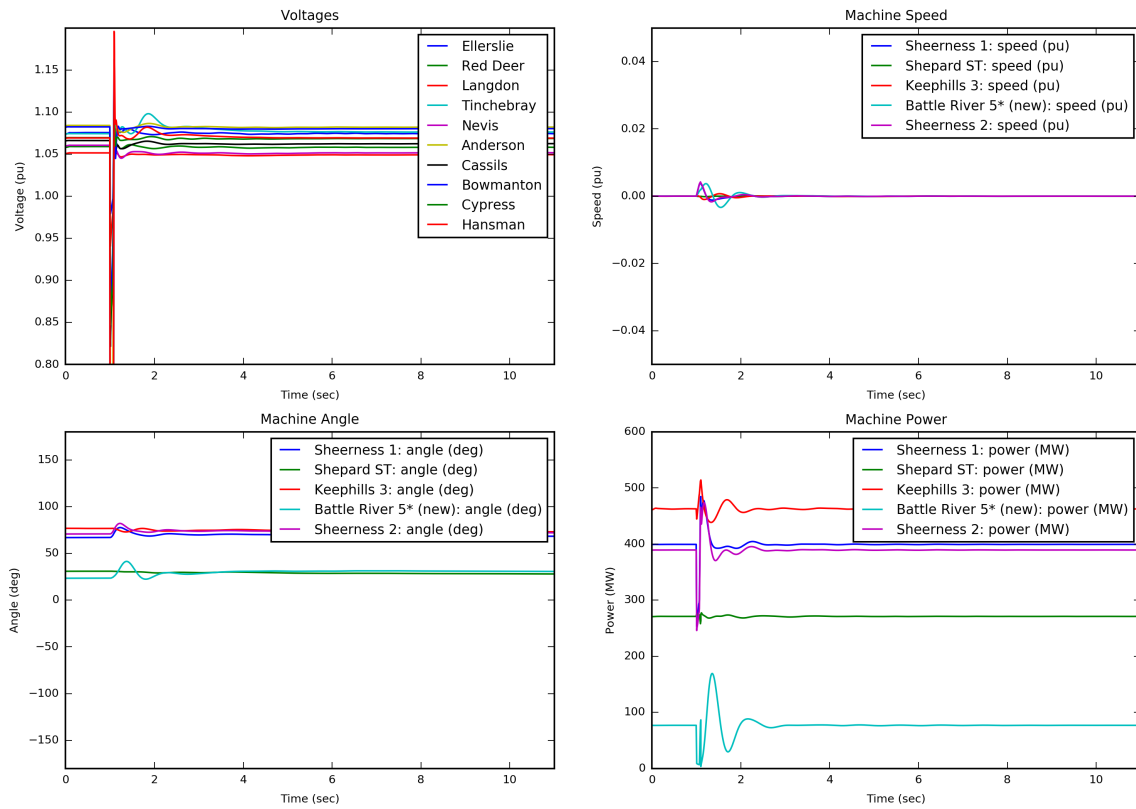 Voltages
1.15
1.10
1.05
1.00
0.95
0.90
0.85
0.80
Voltage (pu)
0 2 4 6 8 10
Time (sec)
Ellerslie
Red Deer
Langdon
Tinchebray
Nevis
Anderson
Cassils
Bowmanton
Cypress
Hansman
Machine Speed
0.04
0.02
0.00
−0.02
−0.04
Speed (pu)
0 2 4 6 8 10
Time (sec)
Sheerness 1: speed (pu)
Shepard ST: speed (pu)
Keephills 3: speed (pu)
Battle River 5* (new): speed (pu)
Sheerness 2: speed (pu)
Machine Angle
150
100
50
0
−50
−100
−150
Angle (deg)
0 2 4 6 8 10
Time (sec)
Sheerness 1: angle (deg)
Shepard ST: angle (deg)
Keephills 3: angle (deg)
Battle River 5* (new): angle (deg)
Sheerness 2: angle (deg)
Machine Power
600
500
400
300
200
100
0
Power (MW)
0 2 4 6 8 10
Time (sec)
Sheerness 1: power (MW)
Shepard ST: power (MW)
Keephills 3: power (MW)
Battle River 5* (new): power (MW)
Sheerness 2: power (MW)